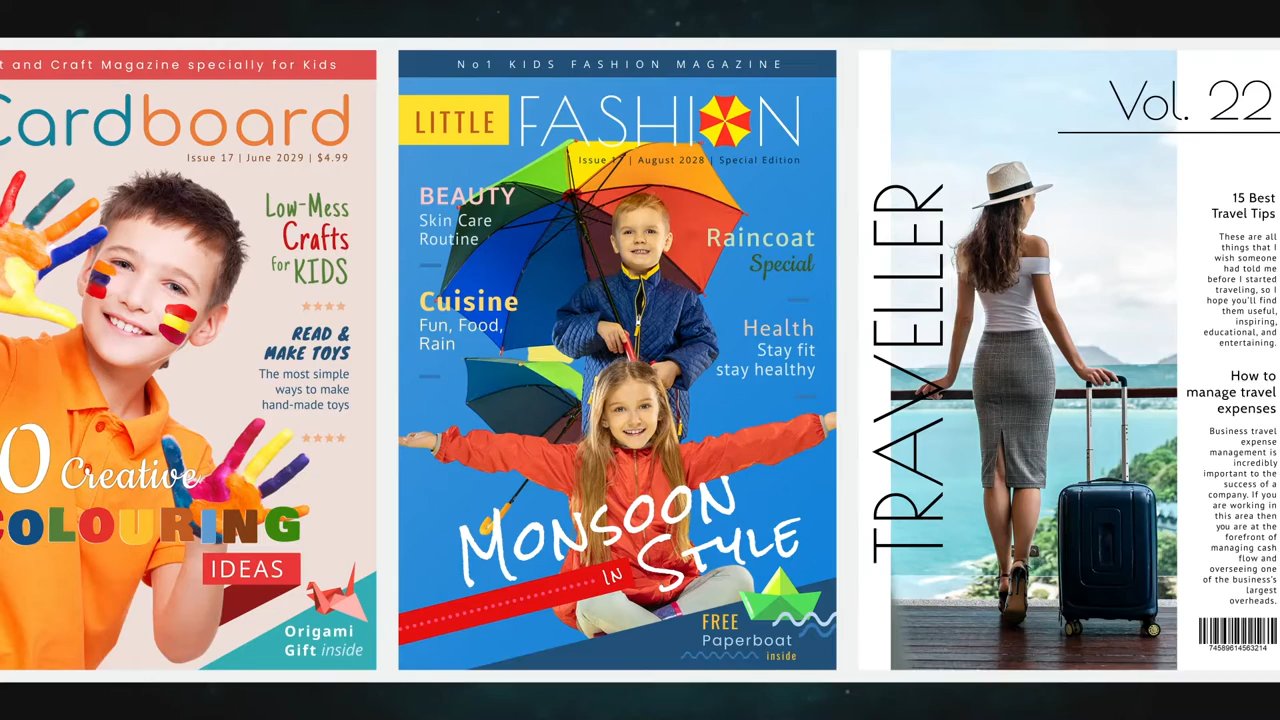 t and Craft Magazine specially for Kids
Cardboard
Issue 17 | June 2029 | $4.99
Low-Mess
Crafts
for KIDS
READ &
MAKE TOYS
The most simple
ways to make
hand-made toys
0 Creative
COLOURING
IDEAS
Origami
Gift inside
No1 KIDS FASHION MAGAZINE
LITTLE FASHION
Issue 17 | August 2028 | Special Edition
BEAUTY
Skin Care
Routine
Cuisine
Fun, Food,
Rain
Raincoat
Special
Health
Stay fit
stay healthy
MONSOON
IN STYLE
FREE
Paperboat
inside
Vol. 22
TRAVELLER
15 Best
Travel Tips
These are all
things that I
wish someone
had told me
before I started
traveling, so I
hope you'll find
them useful,
inspiring,
educational, and
entertaining.
How to
manage travel
expenses
Business travel
expense
management is
incredibly
important to the
success of a
company. If you
are working in
this area then
you are at the
forefront of
managing cash
flow and
overseeing one
of the business's
largest
overheads.
74589614563214